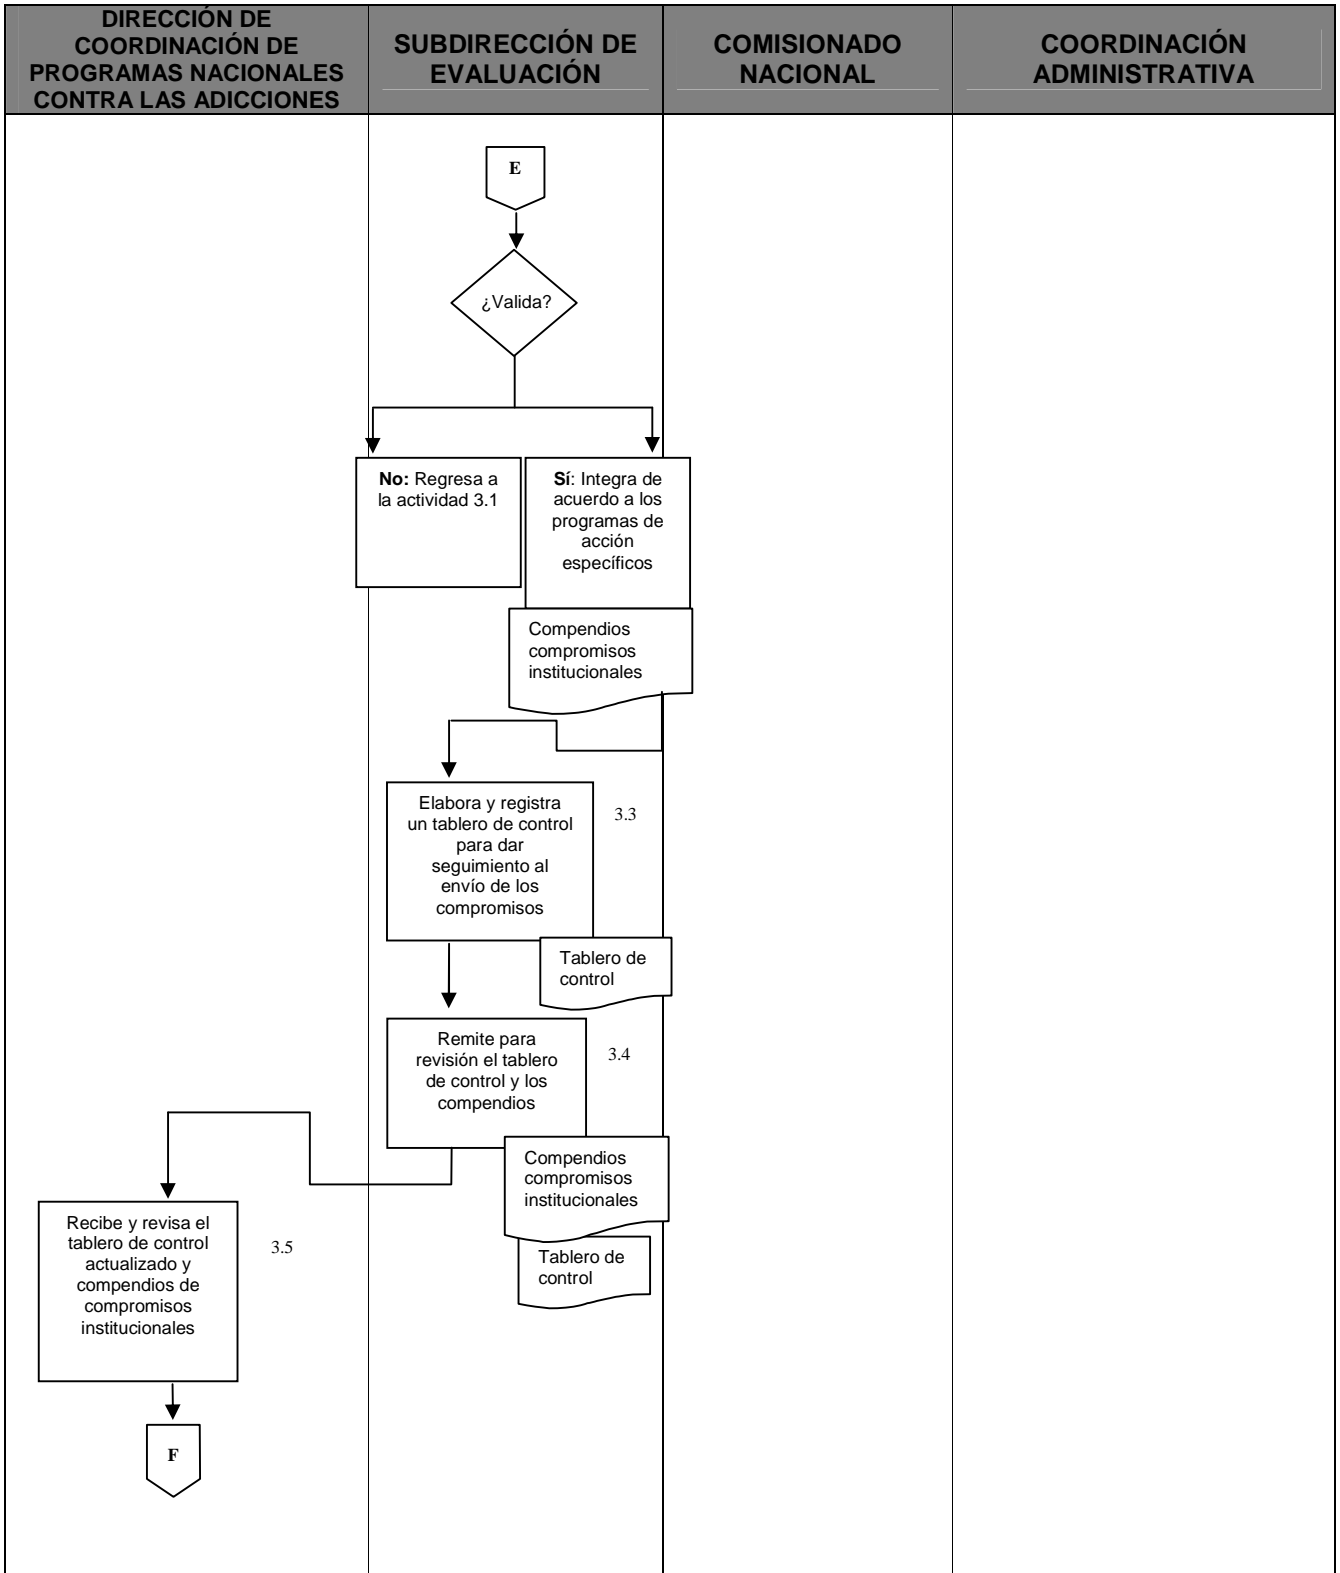 DIRECCIÓN DE
COORDINACIÓN DE
PROGRAMAS NACIONALES
CONTRA LAS ADICCIONES
SUBDIRECCIÓN DE
EVALUACIÓN
COMISIONADO
NACIONAL
COORDINACIÓN
ADMINISTRATIVA
E
¿Valida?
No: Regresa a
la actividad 3.1
Sí: Integra de
acuerdo a los
programas de
acción
específicos
Compendios
compromisos
institucionales
Elabora y registra
un tablero de control
para dar
seguimiento al
envío de los
compromisos
3.3
Tablero de
control
Remite para
revisión el tablero
de control y los
compendios
3.4
Compendios
compromisos
institucionales
Tablero de
control
Recibe y revisa el
tablero de control
actualizado y
compendios de
compromisos
institucionales
3.5
F